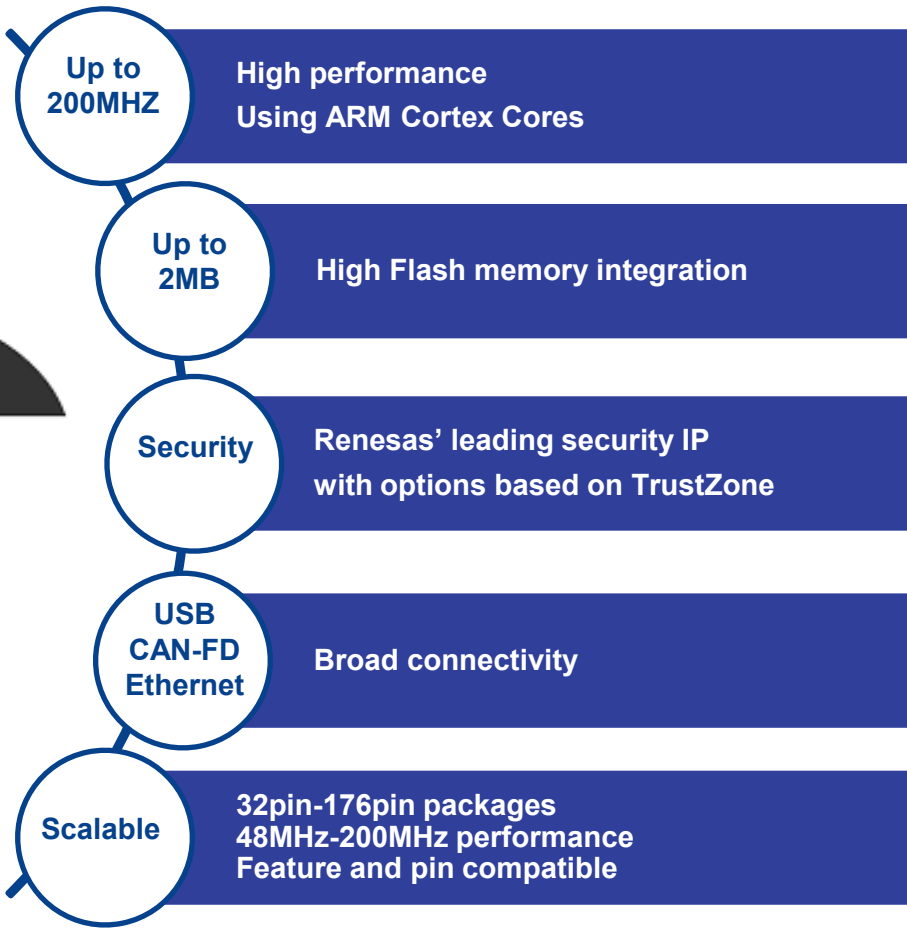 Up to
200MHZ
High performance
Using ARM Cortex Cores
Up to
2MB
High Flash memory integration
Security
Renesas’ leading security IP
with options based on TrustZone
USB
CAN-FD
Ethernet
Broad connectivity
Scalable
32pin-176pin packages
48MHz-200MHz performance
Feature and pin compatible